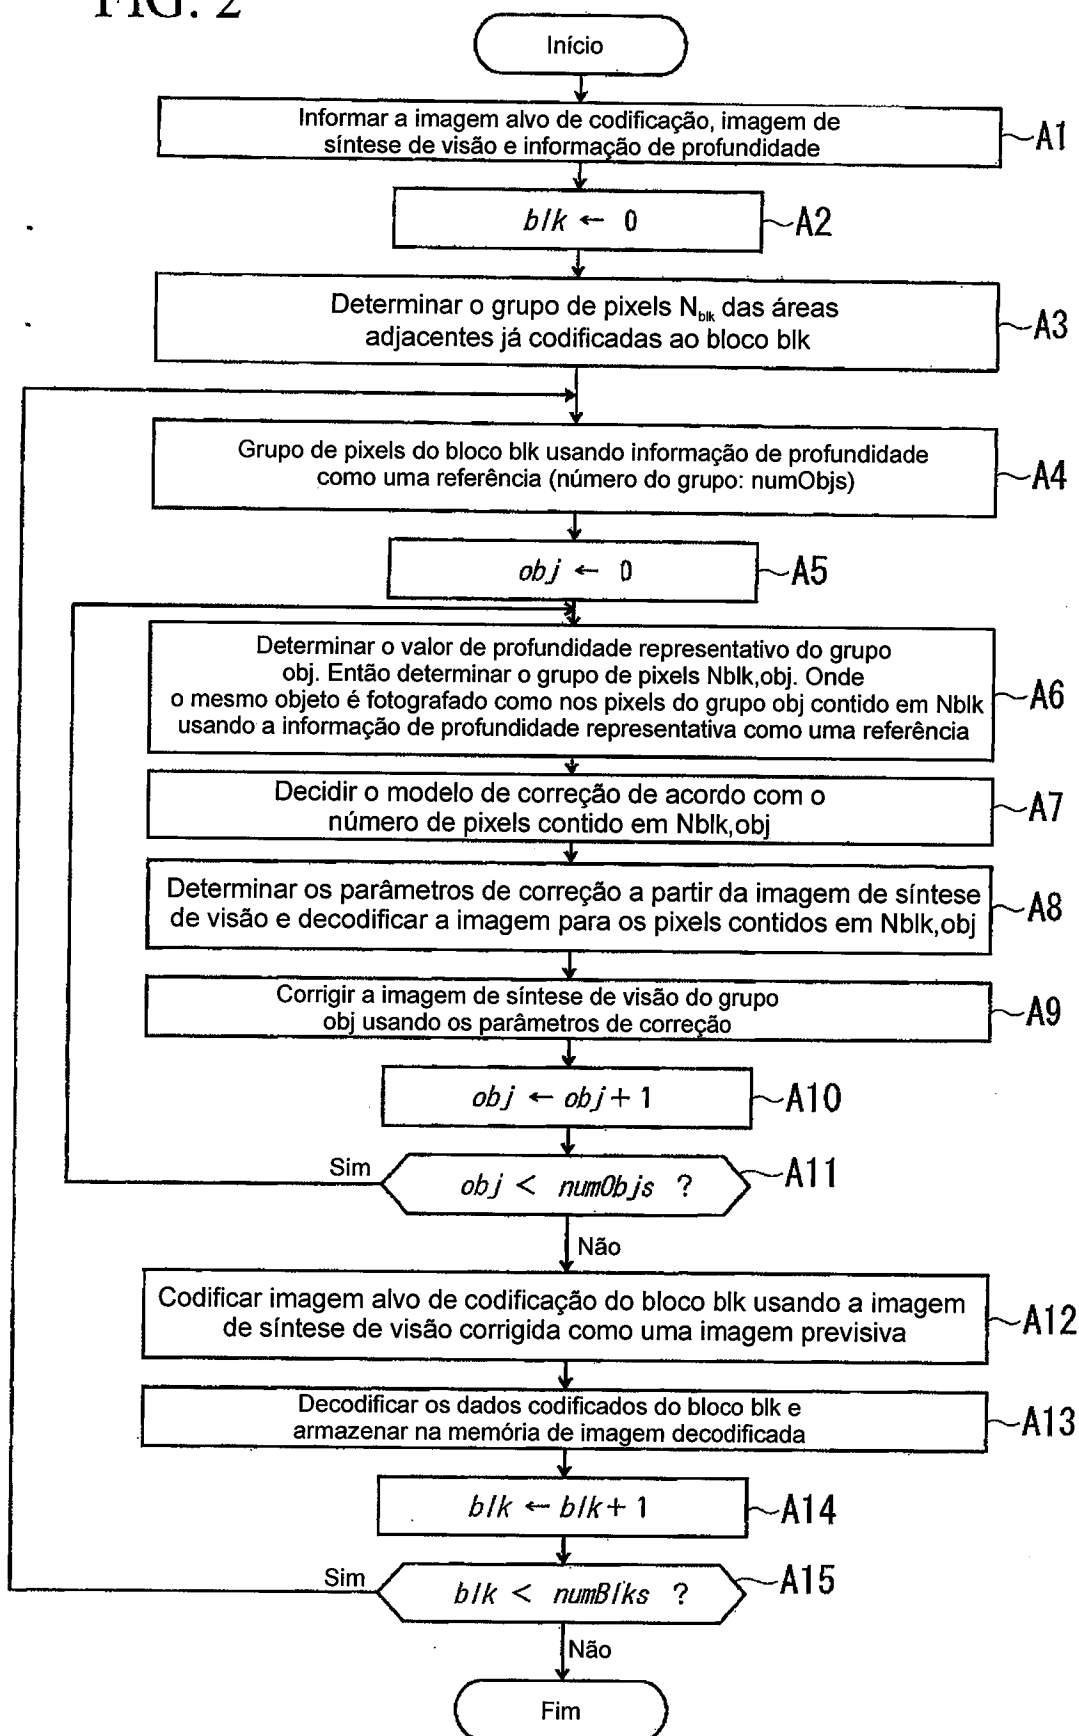 FIG. 2
Início
Informar a imagem alvo de codificação, imagem de
síntese de visão e informação de profundidade
A1
blk ← 0
A2
Determinar o grupo de pixels Nblk das áreas
adjacentes já codificadas ao bloco blk
A3
Grupo de pixels do bloco blk usando informação de profundidade
como uma referência (número do grupo: numObjs)
A4
obj ← 0
A5
Determinar o valor de profundidade representativo do grupo
obj. Então determinar o grupo de pixels Nblk,obj. Onde
o mesmo objeto é fotografado como nos pixels do grupo obj contido em Nblk
usando a informação de profundidade representativa como uma referência
A6
Decidir o modelo de correção de acordo com o
número de pixels contido em Nblk,obj
A7
Determinar os parâmetros de correção a partir da imagem de síntese
de visão e decodificar a imagem para os pixels contidos em Nblk,obj
A8
Corrigir a imagem de síntese de visão do grupo
obj usando os parâmetros de correção
A9
obj ← obj + 1
A10
Sim
obj < numObjs ?
A11
Não
Codificar imagem alvo de codificação do bloco blk usando a imagem
de síntese de visão corrigida como uma imagem previsiva
A12
Decodificar os dados codificados do bloco blk e
armazenar na memória de imagem decodificada
A13
blk ← blk + 1
A14
Sim
blk < numBlks ?
A15
Não
Fim